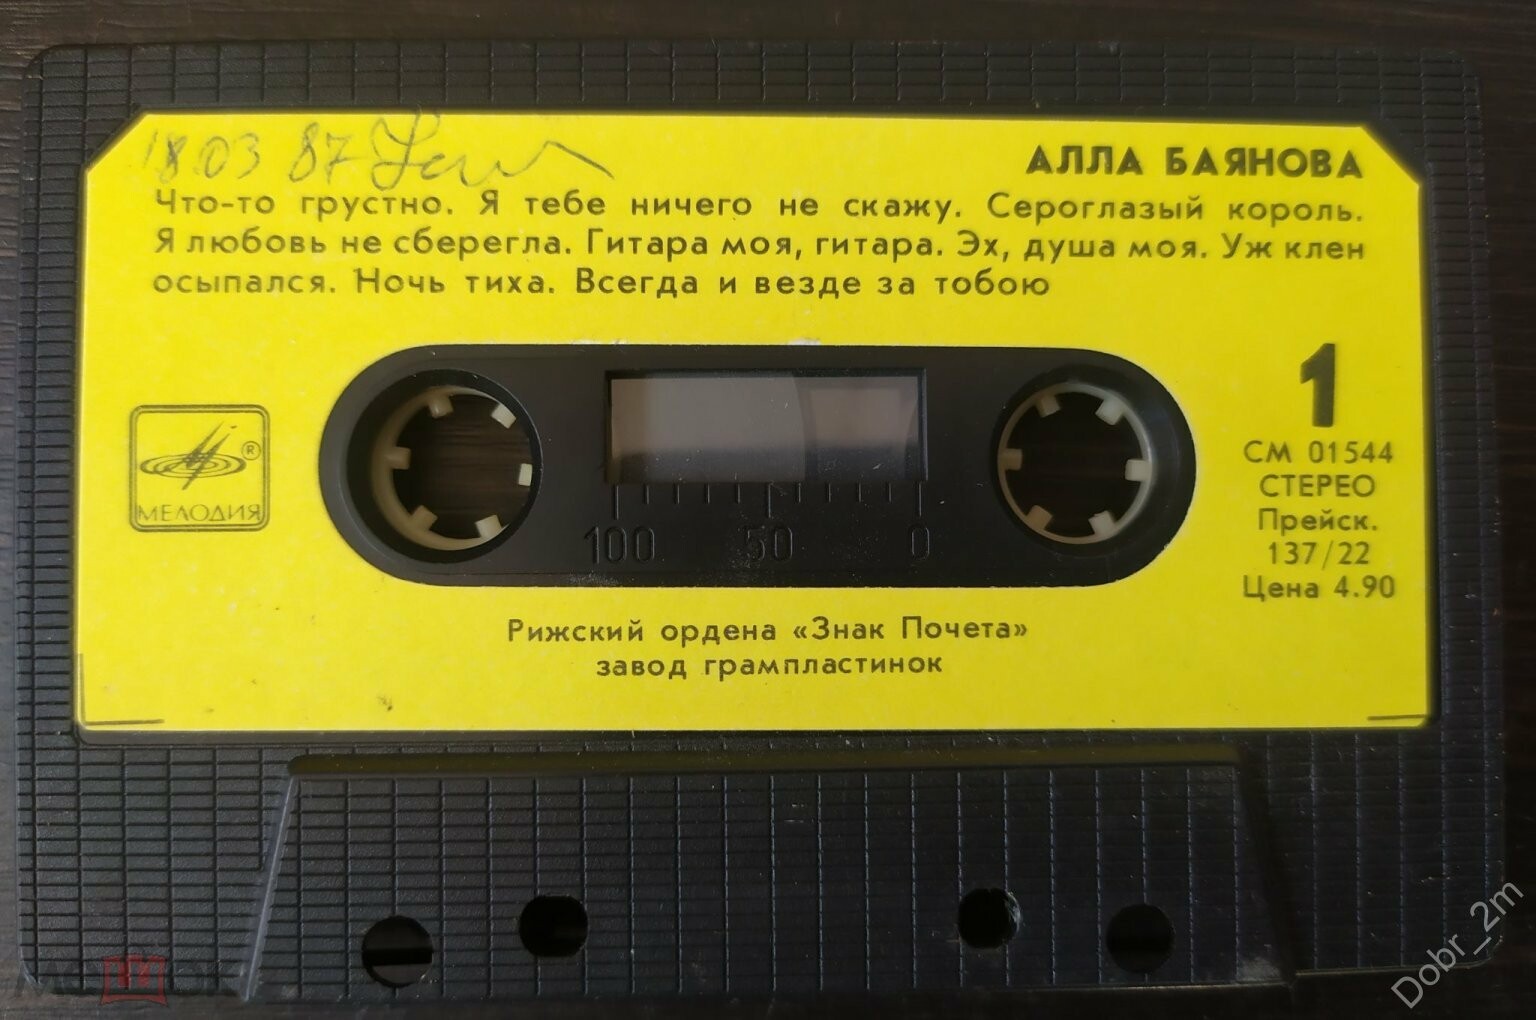 18.03 87
АЛЛА БАЯНОВА
Что-то грустно. Я тебе ничего не скажу. Сероглазый король.
Я любовь не сберегла. Гитара моя, гитара. Эх, душа моя. Уж клен
осыпался. Ночь тиха. Всегда и везде за тобою
1
СМ 01544
СТЕРЕО
Прейск.
137/22
Цена 4.90
®
МЕЛОДИЯ
100 50 0
Рижский ордена «Знак Почета»
завод грампластинок
Dobr_2m